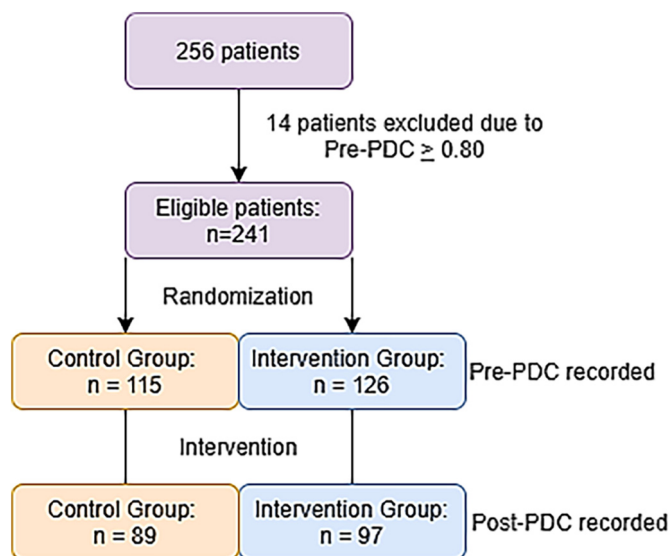 256 patients
14 patients excluded due to
Pre-PDC ≥ 0.80
Eligible patients:
n=241
Randomization
Control Group:
n = 115
Intervention Group:
n = 126
Pre-PDC recorded
Intervention
Control Group:
n = 89
Intervention Group:
n = 97
Post-PDC recorded